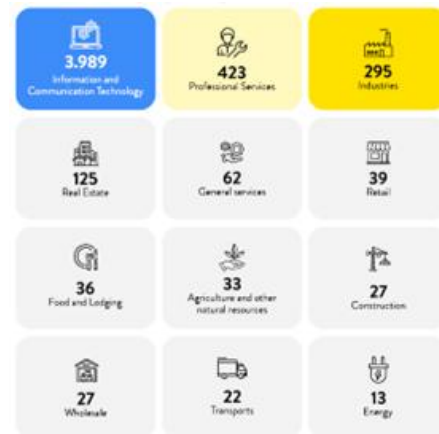 3.989
Information and
Communication Technology
423
Professional Services
295
Industries
125
Real Estate
62
General services
39
Retail
36
Food and Lodging
33
Agriculture and other
natural resources
27
Construction
27
Wholesale
22
Transports
13
Energy